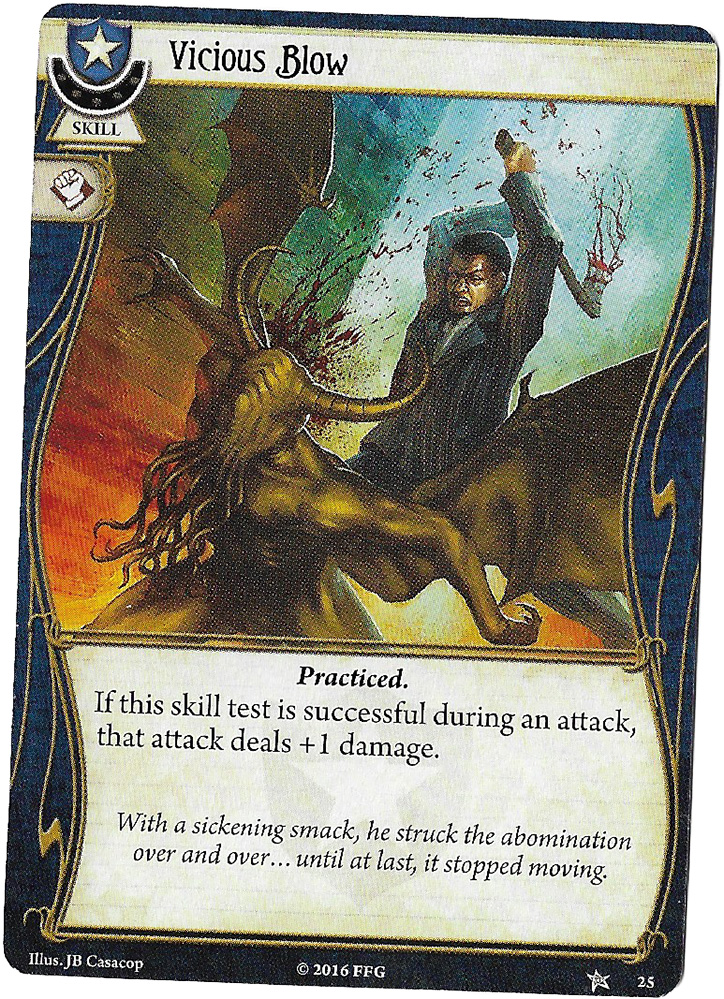 Vicious Blow
SKILL
Practiced.
If this skill test is successful during an attack,
that attack deals +1 damage.
With a sickening smack, he struck the abomination
over and over… until at last, it stopped moving.
Illus. JB Casacop
© 2016 FFG
25